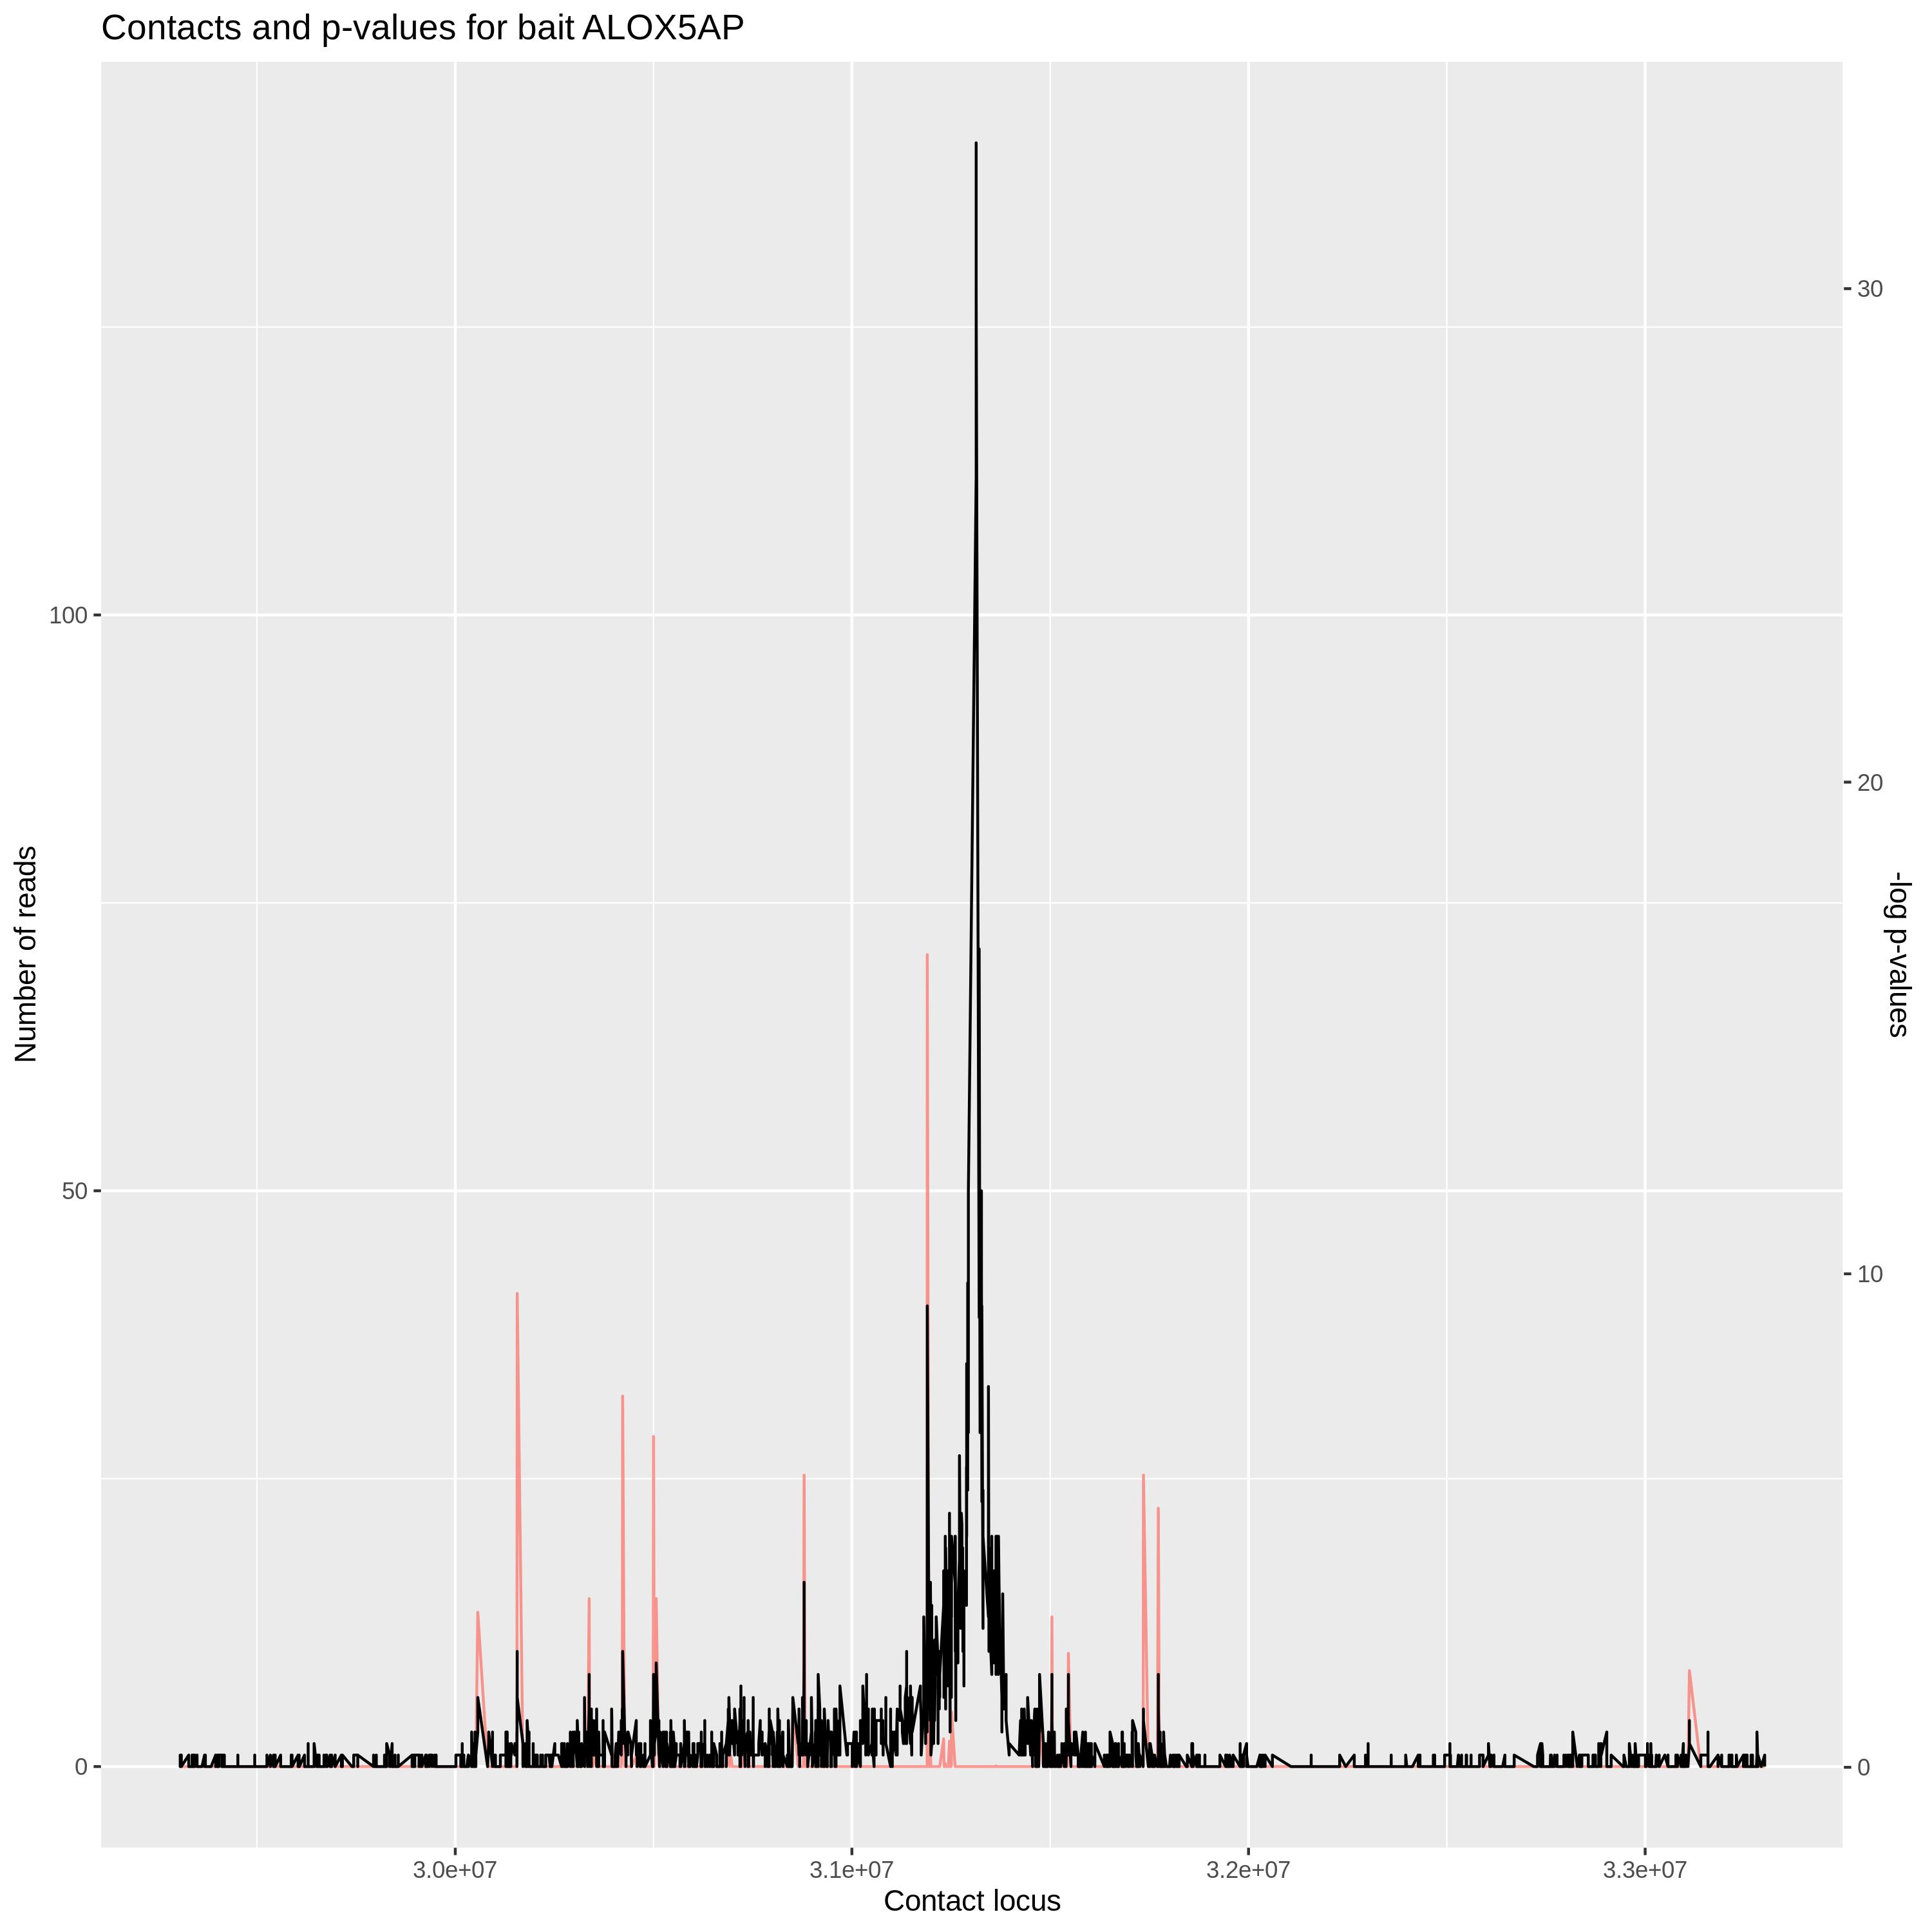 Contacts and p-values for bait ALOX5AP
Number of reads
100
50
0
30
20
10
0
-log p-values
3.0e+07
3.1e+07
3.2e+07
3.3e+07
Contact locus